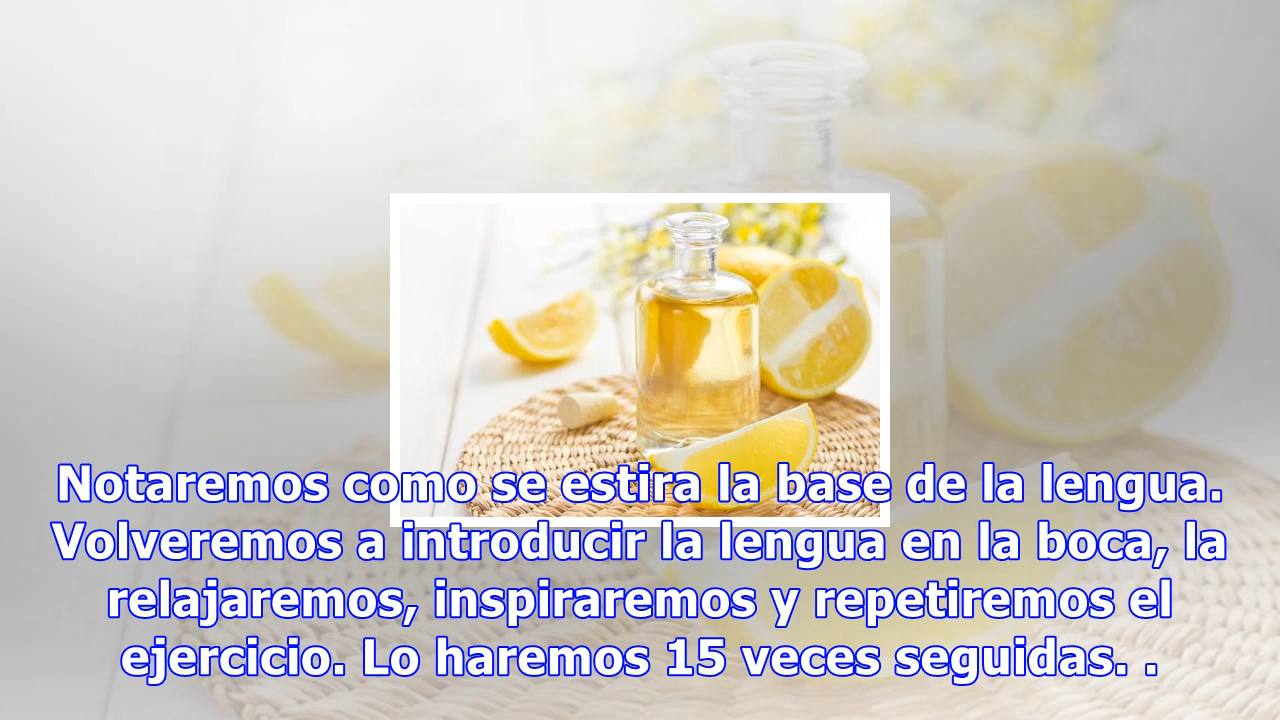 Notaremos como se estira la base de la lengua.
Volveremos a introducir la lengua en la boca, la
relajaremos, inspiraremos y repetiremos el
ejercicio. Lo haremos 15 veces seguidas. .